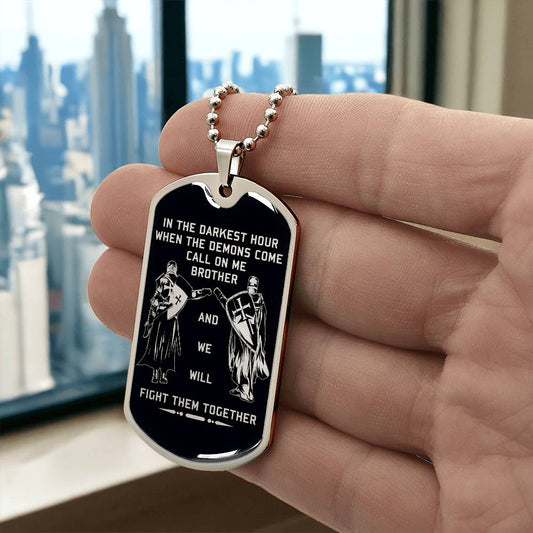 IN THE DARKEST HOUR
WHEN THE DEMONS COME
CALL ON ME
BROTHER
AND
WE
WILL
FIGHT THEM TOGETHER